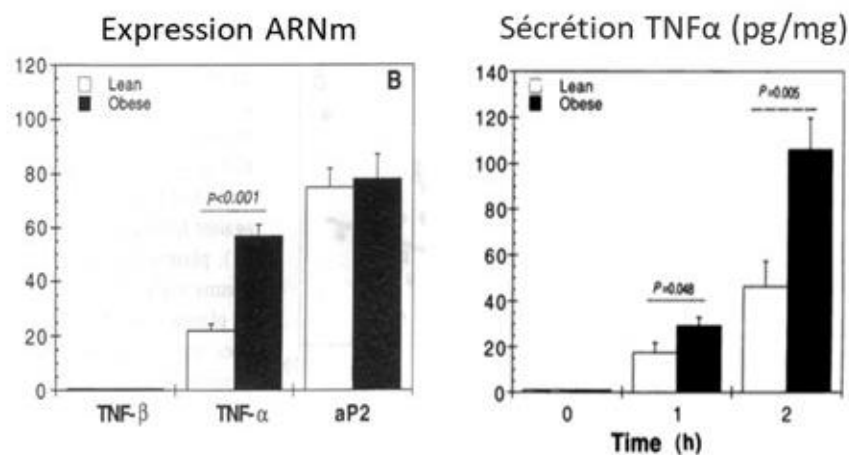 Expression ARNm
120
100
80
60
40
20
0
Lean
Obese
B
P<0.001
TNF-β
TNF-α
aP2
Sécrétion TNFα (pg/mg)
140
120
100
80
60
40
20
0
Lean
Obese
P=0.048
P=0.005
0
1
2
Time (h)